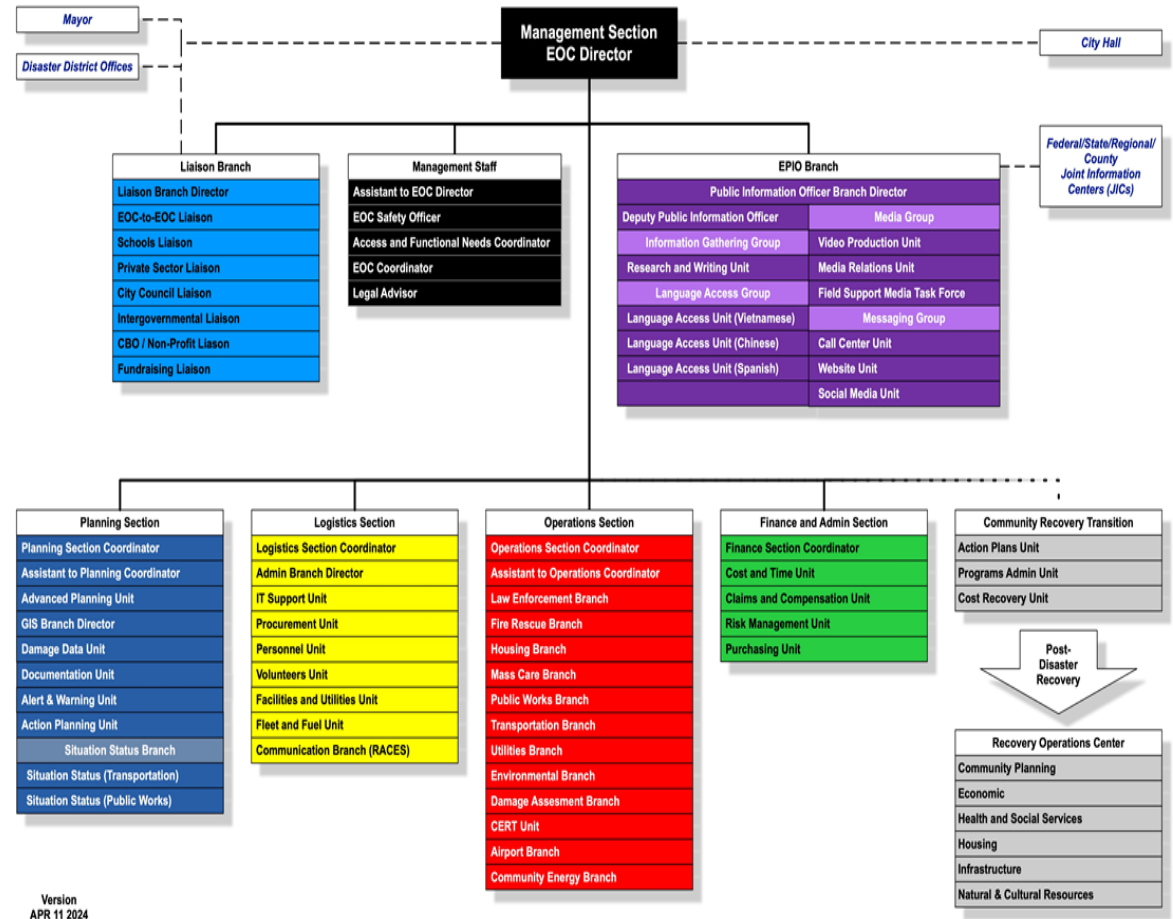 Mayor
Disaster District Offices
Management Section
EOC Director
City Hall
Federal/State/Regional/
County
Joint Information
Centers (JICs)
Liaison Branch
Liaison Branch Director
EOC-to-EOC Liaison
Schools Liaison
Private Sector Liaison
City Council Liaison
Intergovernmental Liaison
CBO / Non-Profit Liason
Fundraising Liaison
Management Staff
Assistant to EOC Director
EOC Safety Officer
Access and Functional Needs Coordinator
EOC Coordinator
Legal Advisor
EPIO Branch
Public Information Officer Branch Director
Deputy Public Information Officer
Information Gathering Group
Research and Writing Unit
Language Access Group
Language Access Unit (Vietnamese)
Language Access Unit (Chinese)
Language Access Unit (Spanish)
Media Group
Video Production Unit
Media Relations Unit
Field Support Media Task Force
Messaging Group
Call Center Unit
Website Unit
Social Media Unit
Planning Section
Planning Section Coordinator
Assistant to Planning Coordinator
Advanced Planning Unit
GIS Branch Director
Damage Data Unit
Documentation Unit
Alert & Warning Unit
Action Planning Unit
Situation Status Branch
Situation Status (Transportation)
Situation Status (Public Works)
Logistics Section
Logistics Section Coordinator
Admin Branch Director
IT Support Unit
Procurement Unit
Personnel Unit
Volunteers Unit
Facilities and Utilities Unit
Fleet and Fuel Unit
Communication Branch (RACES)
Operations Section
Operations Section Coordinator
Assistant to Operations Coordinator
Law Enforcement Branch
Fire Rescue Branch
Housing Branch
Mass Care Branch
Public Works Branch
Transportation Branch
Utilities Branch
Environmental Branch
Damage Assesment Branch
CERT Unit
Airport Branch
Community Energy Branch
Finance and Admin Section
Finance Section Coordinator
Cost and Time Unit
Claims and Compensation Unit
Risk Management Unit
Purchasing Unit
Community Recovery Transition
Action Plans Unit
Programs Admin Unit
Cost Recovery Unit
Post-
Disaster
Recovery
Recovery Operations Center
Community Planning
Economic
Health and Social Services
Housing
Infrastructure
Natural & Cultural Resources
Version
APR 11 2024